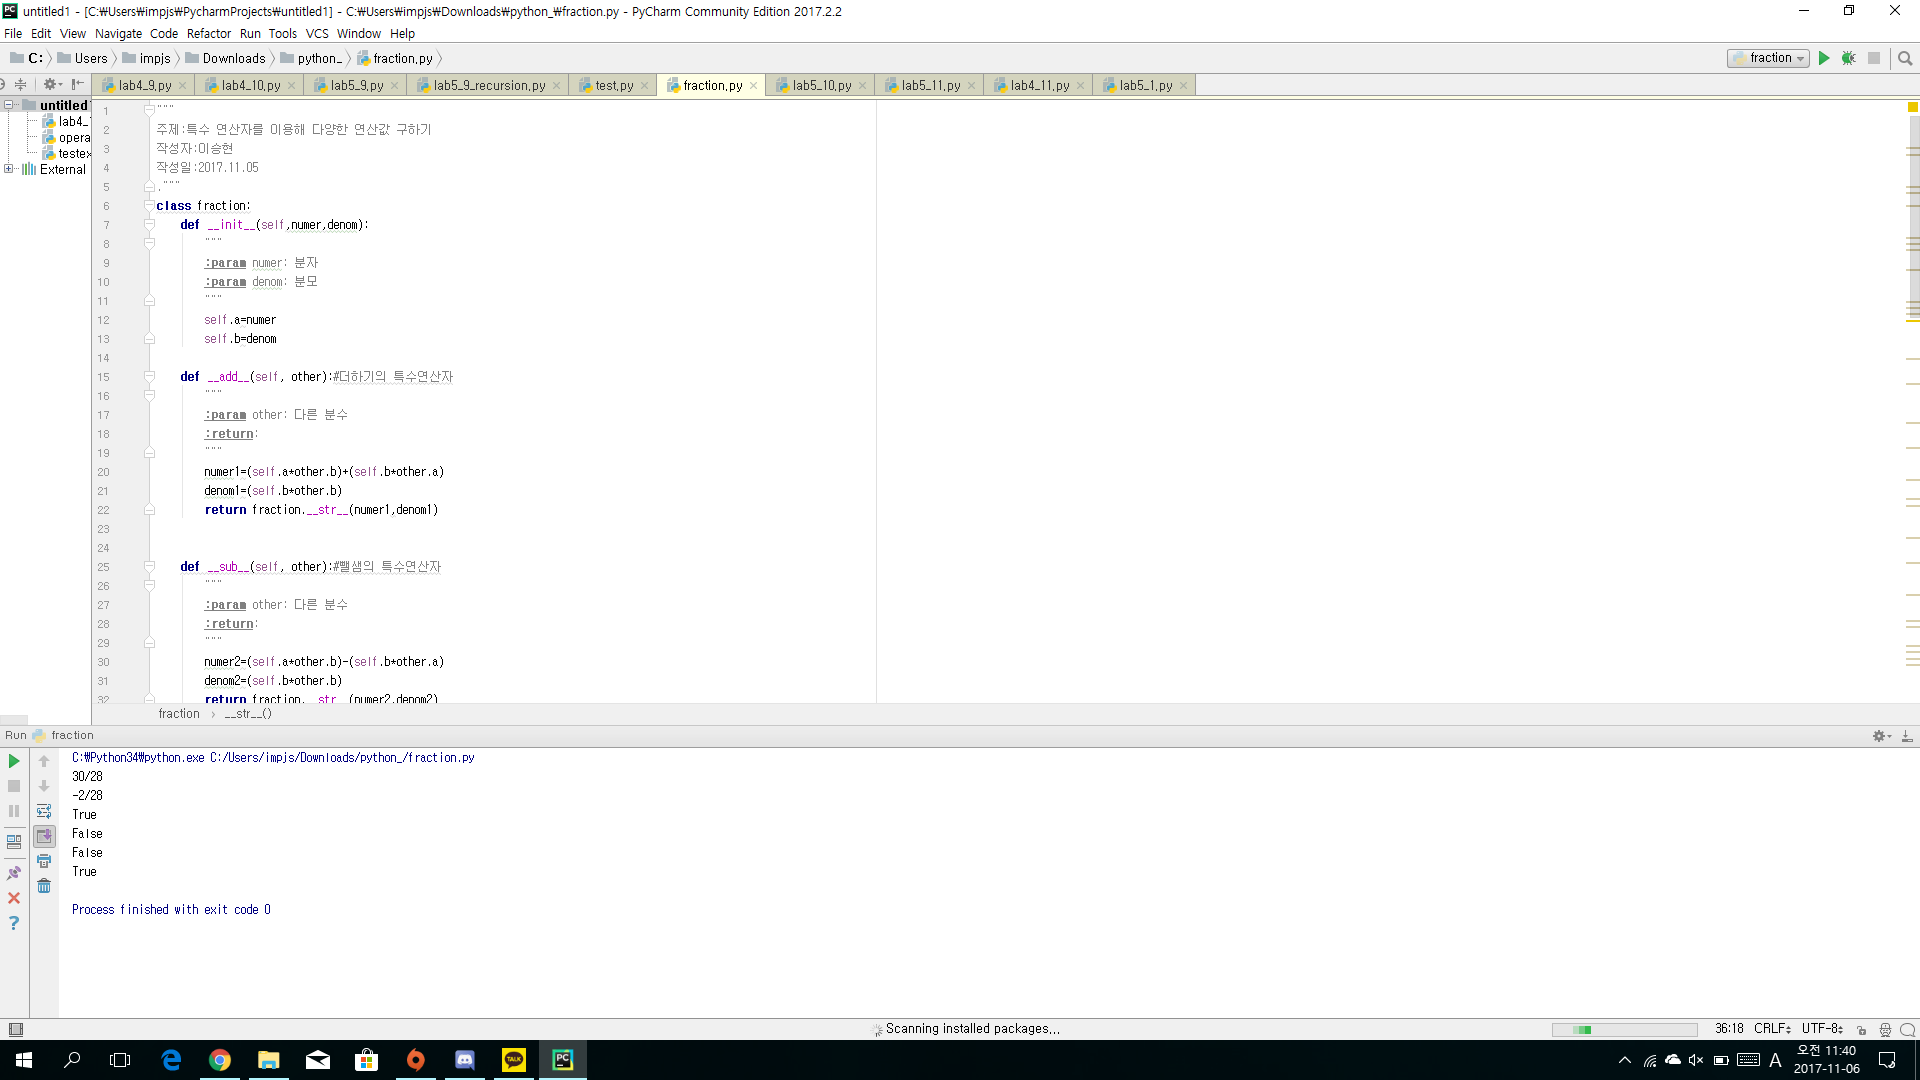 untitled1 - [C:\Users\impjs\PycharmProjects\untitled1] - C:\Users\impjs\Downloads\python_\fraction.py - PyCharm Community Edition 2017.2.2
File Edit View Navigate Code Refactor Run Tools VCS Window Help
C: Users impjs Downloads python_ fraction.py
fraction
lab4_9.py lab4_10.py lab5_9.py lab5_9_recursion.py test.py fraction.py lab5_10.py lab5_11.py lab4_11.py lab5_1.py
untitled
lab4_
opera
testex
External
1 """
2 주제:특수 연산자를 이용해 다양한 연산값 구하기
3 작성자:이승현
4 작성일:2017.11.05
5 ."""
6 class fraction:
7 def __init__(self,numer,denom):
8 """
9 :param numer: 분자
10 :param denom: 분모
11 """
12 self.a=numer
13 self.b=denom
14
15 def __add__(self, other):#더하기의 특수연산자
16 """
17 :param other: 다른 분수
18 :return:
19 """
20 numer1=(self.a*other.b)+(self.b*other.a)
21 denom1=(self.b*other.b)
22 return fraction.__str__(numer1,denom1)
23
24
25 def __sub__(self, other):#뺄샘의 특수연산자
26 """
27 :param other: 다른 분수
28 :return:
29 """
30 numer2=(self.a*other.b)-(self.b*other.a)
31 denom2=(self.b*other.b)
32 return fraction.__str__(numer2,denom2)
fraction __str__()
Run fraction
C:\Python34\python.exe C:/Users/impjs/Downloads/python_/fraction.py
30/28
-2/28
True
False
False
True
Process finished with exit code 0
Scanning installed packages...
36:18 CRLF UTF-8
TALK
PC
A
오전 11:40
2017-11-06